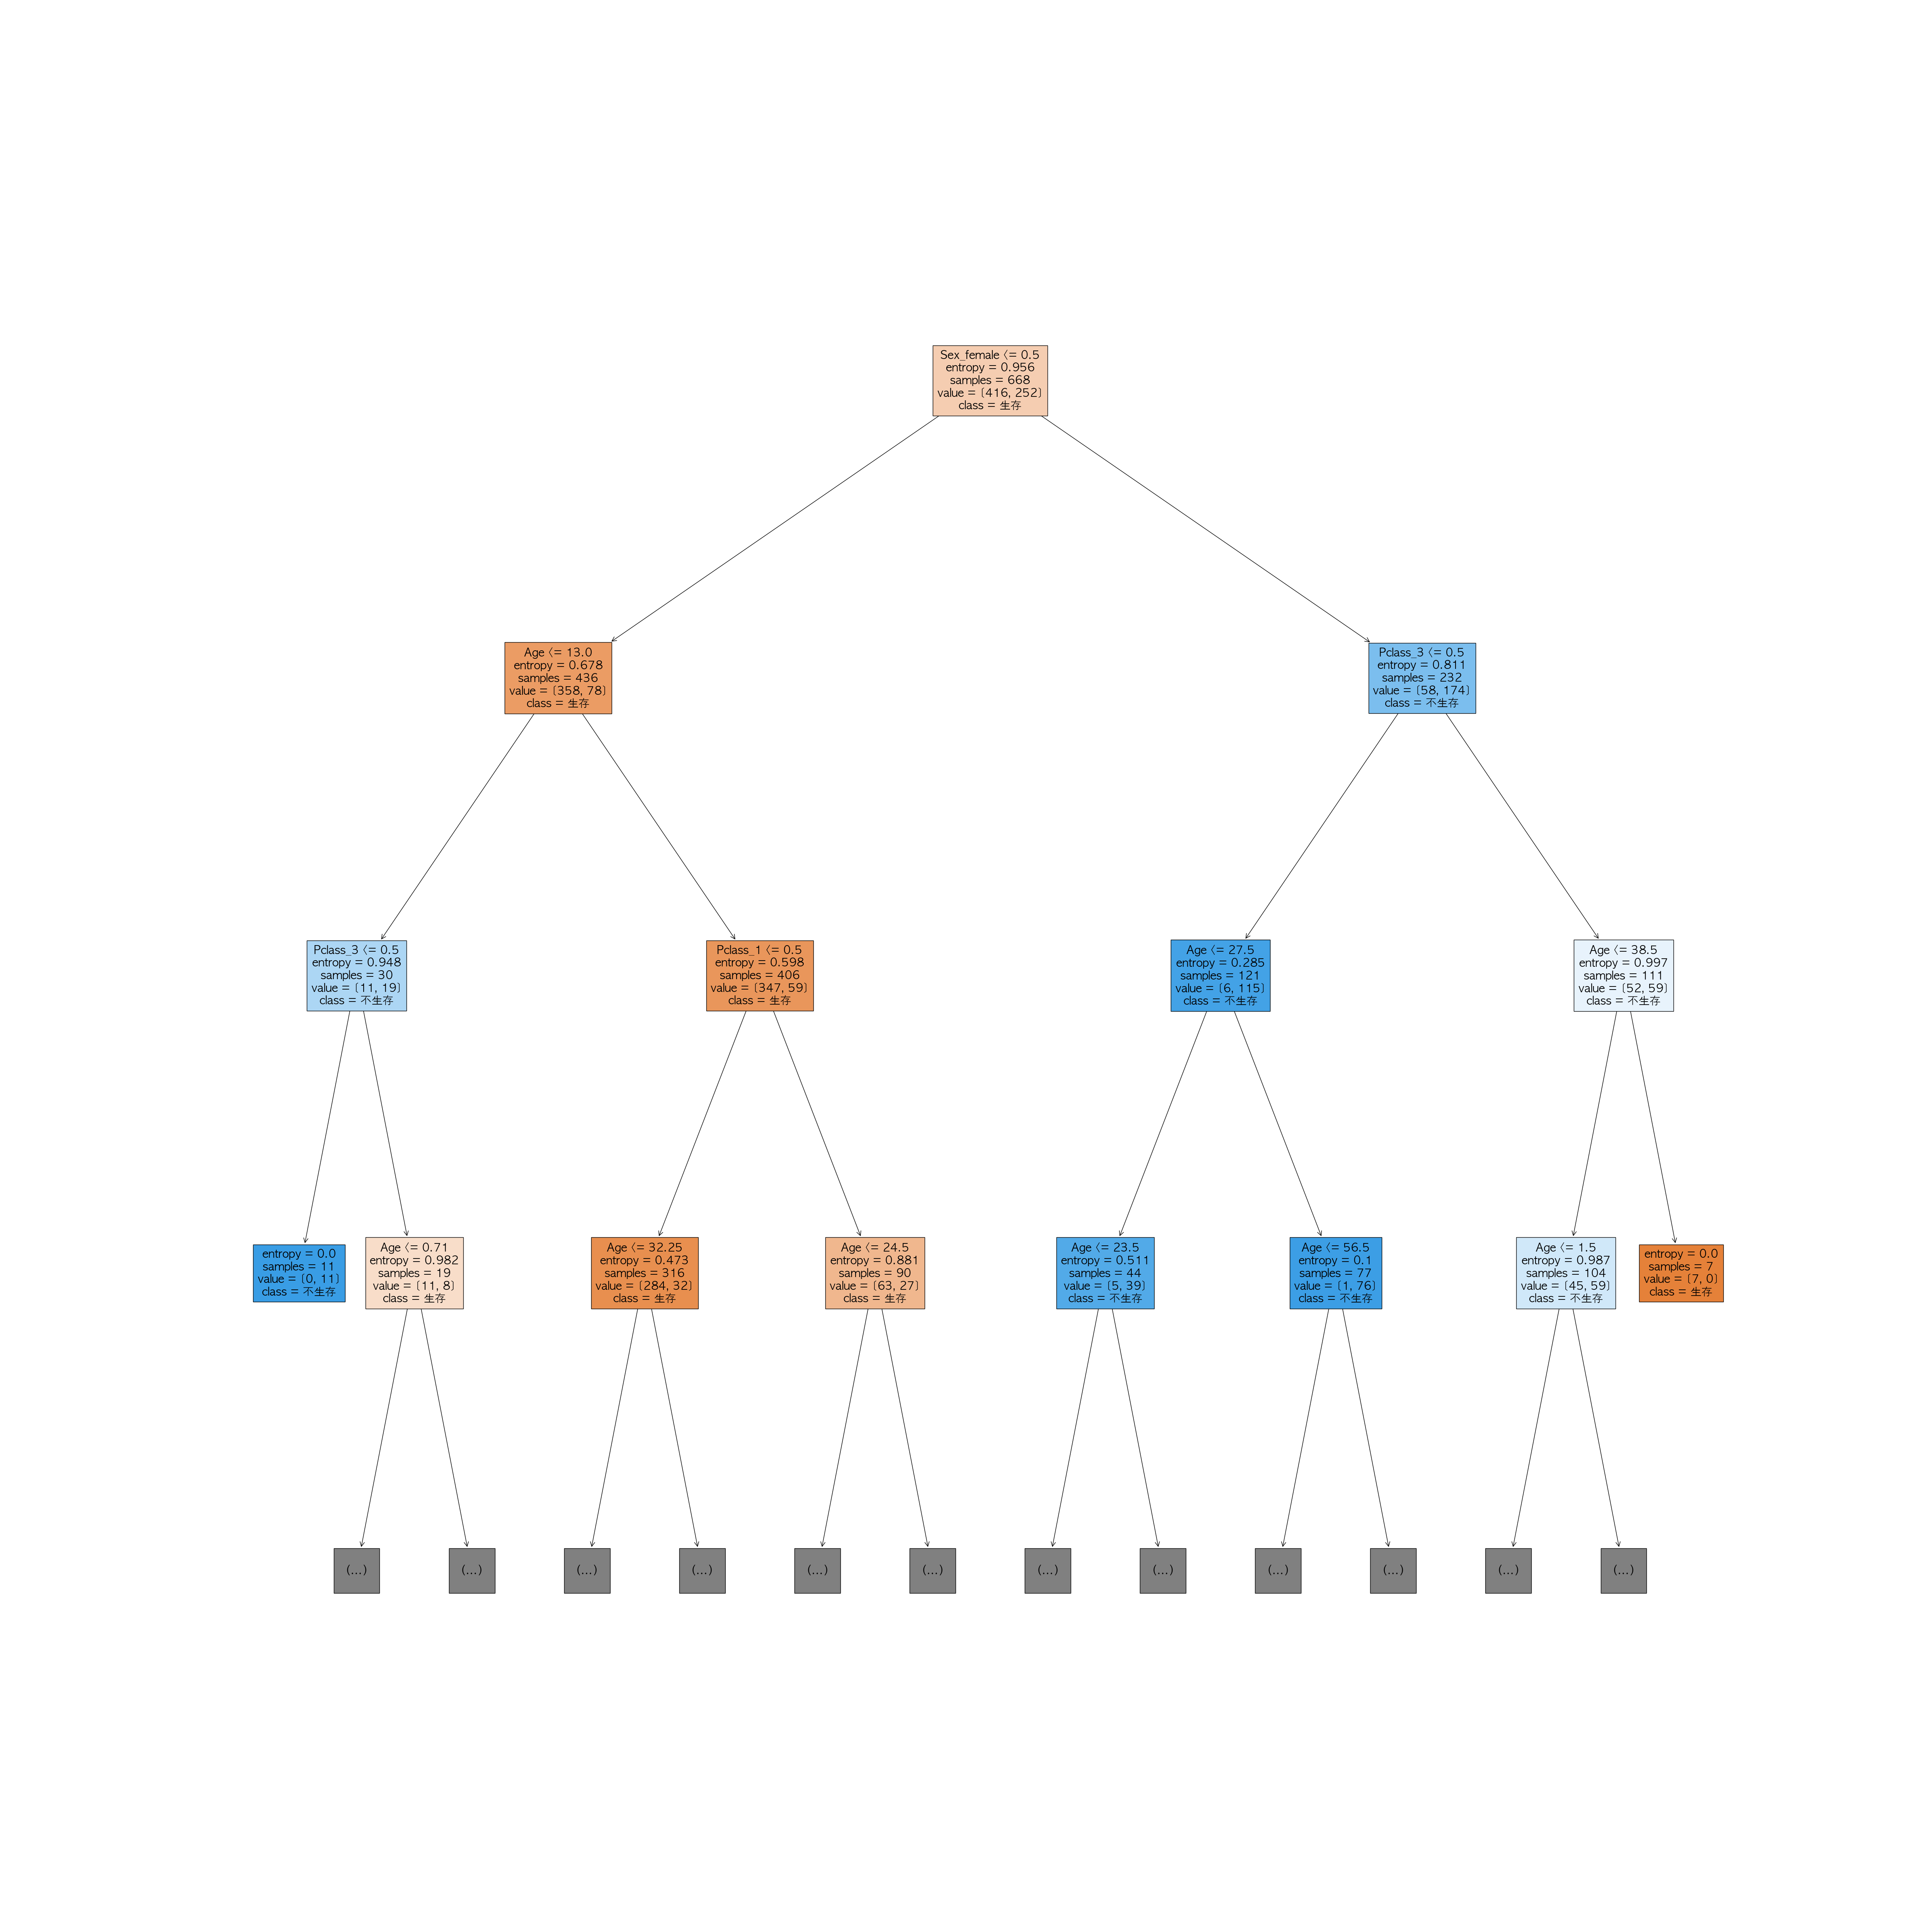 Sex_female <= 0.5
entropy = 0.956
samples = 668
value = [416, 252]
class = 生存
Age <= 13.0
entropy = 0.678
samples = 436
value = [358, 78]
class = 生存
Pclass_3 <= 0.5
entropy = 0.811
samples = 232
value = [58, 174]
class = 不生存
Pclass_3 <= 0.5
entropy = 0.948
samples = 30
value = [11, 19]
class = 不生存
Pclass_1 <= 0.5
entropy = 0.598
samples = 406
value = [347, 59]
class = 生存
Age <= 27.5
entropy = 0.285
samples = 121
value = [6, 115]
class = 不生存
Age <= 38.5
entropy = 0.997
samples = 111
value = [52, 59]
class = 不生存
entropy = 0.0
samples = 11
value = [0, 11]
class = 不生存
Age <= 0.71
entropy = 0.982
samples = 19
value = [11, 8]
class = 生存
Age <= 32.25
entropy = 0.473
samples = 316
value = [284, 32]
class = 生存
Age <= 24.5
entropy = 0.881
samples = 90
value = [63, 27]
class = 生存
Age <= 23.5
entropy = 0.511
samples = 44
value = [5, 39]
class = 不生存
Age <= 56.5
entropy = 0.1
samples = 77
value = [1, 76]
class = 不生存
Age <= 1.5
entropy = 0.987
samples = 104
value = [45, 59]
class = 不生存
entropy = 0.0
samples = 7
value = [7, 0]
class = 生存
(...)
(...)
(...)
(...)
(...)
(...)
(...)
(...)
(...)
(...)
(...)
(...)